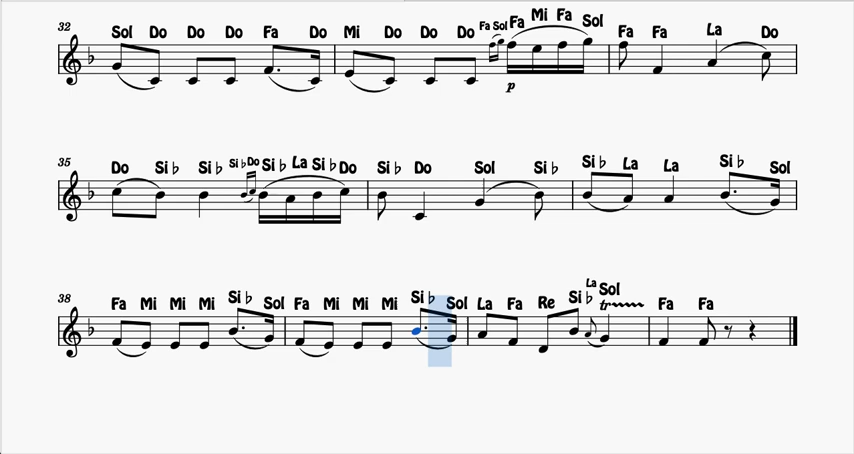 32 Sol Do Do Do Fa Do Mi Do Do Do Fa Sol Fa Mi Fa Sol Fa Fa La Do
p
35 Do Si♭ Si♭ Si♭ Do Si♭ La Si♭ Do Si♭ Do Sol Si♭ Si♭ La La Si♭ Sol
38 Fa Mi Mi Mi Si♭ Sol Fa Mi Mi Mi Si♭ Sol La Fa Re Si♭ La Sol Fa Fa
tr